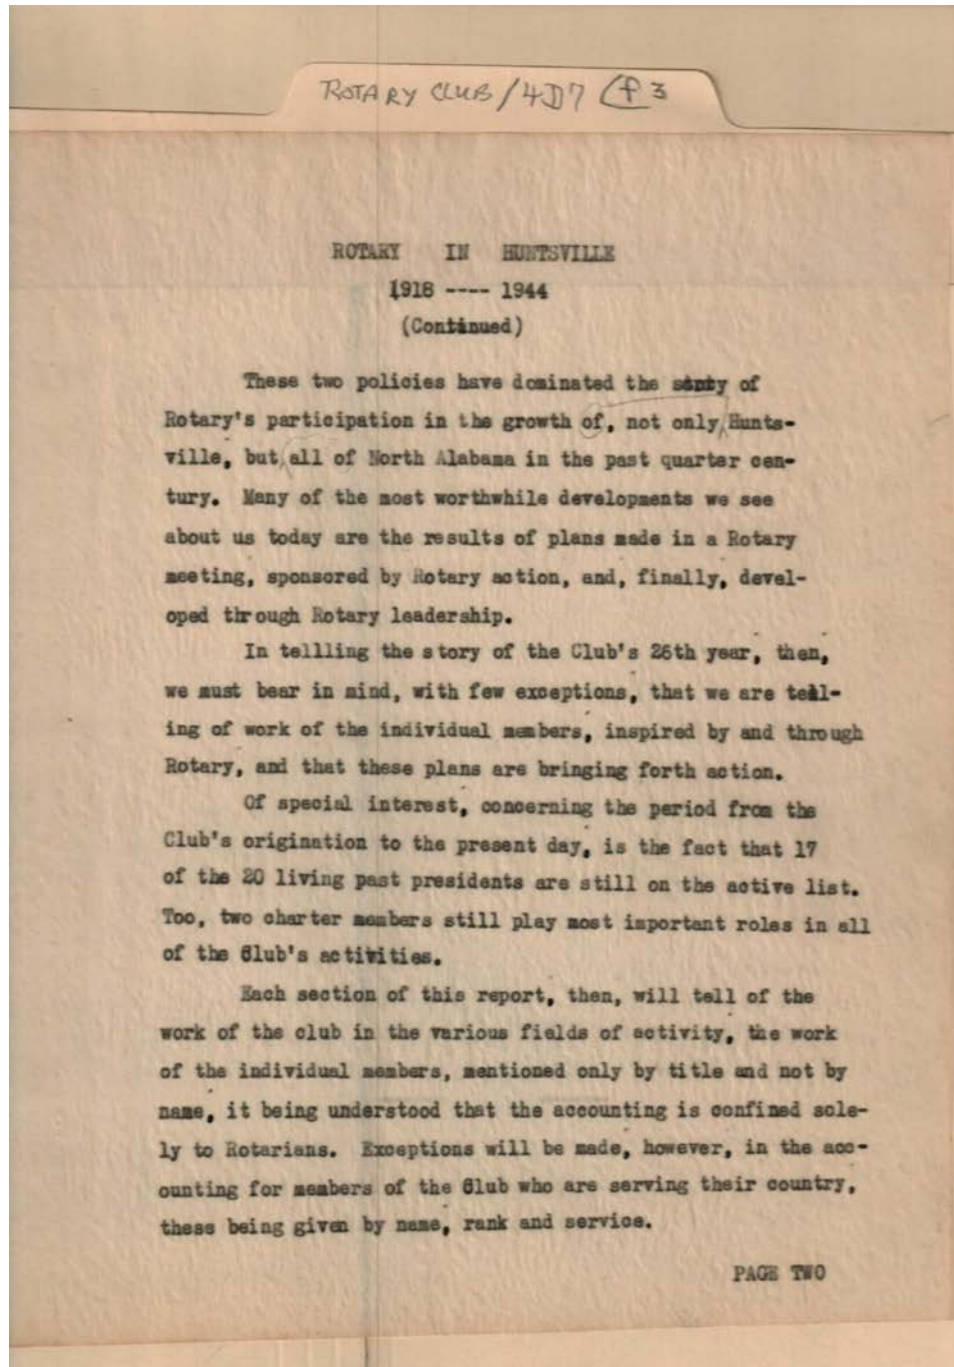 ROTARY CLUB/4D7 f3
ROTARY IN HUNTSVILLE
1918 ---- 1944
(Continued)
These two policies have dominated the of
Rotary's participation in the growth of, not only Hunts-
ville, but all of North Alabama in the past quarter cen-
tury. Many of the most worthwhile developments we see
about us today are the results of plans made in a Rotary
meeting, sponsored by Rotary action, and, finally, devel-
oped through Rotary leadership.
In tellling the story of the Club's 26th year, then,
we must bear in mind, with few exceptions, that we are tell-
ing of work of the individual members, inspired by and through
Rotary, and that these plans are bringing forth action.
Of special interest, concerning the period from the
Club's origination to the present day, is the fact that 17
of the 20 living past presidents are still on the active list.
Too, two charter members still play most important roles in all
of the Club's activities.
Each section of this report, then, will tell of the
work of the club in the various fields of activity, the work
of the individual members, mentioned only by title and not by
name, it being understood that the accounting is confined sole-
ly to Rotarians. Exceptions will be made, however, in the acc-
ounting for members of the Club who are serving their country,
these being given by name, rank and service.
PAGE TWO